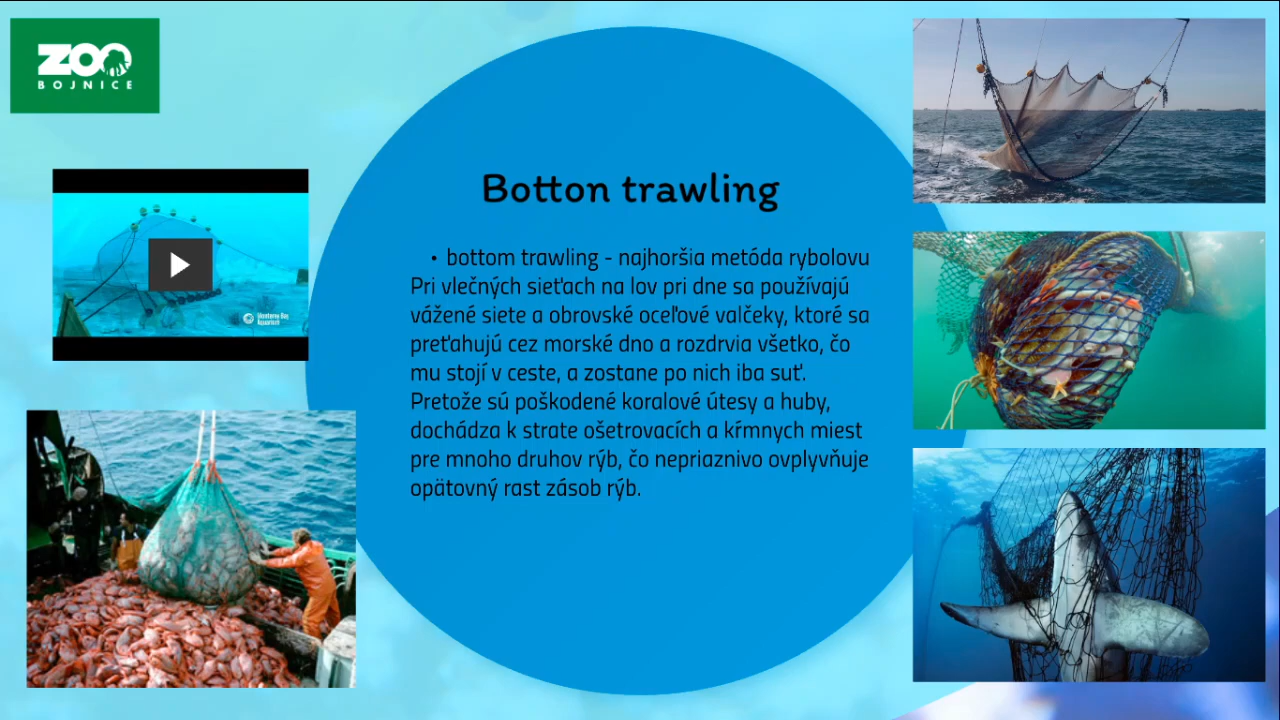 ZOO
BOJNICE
Botton trawling
• bottom trawling - najhoršia metóda rybolovu
Pri vlečných sieťach na lov pri dne sa používajú
vážené siete a obrovské oceľové valčeky, ktoré sa
preťahujú cez morské dno a rozdrvia všetko, čo
mu stojí v ceste, a zostane po nich iba suť.
Pretože sú poškodené koralové útesy a huby,
dochádza k strate ošetrovacích a kŕmnych miest
pre mnoho druhov rýb, čo nepriaznivo ovplyvňuje
opätovný rast zásob rýb.
Monterey Bay
Aquarium